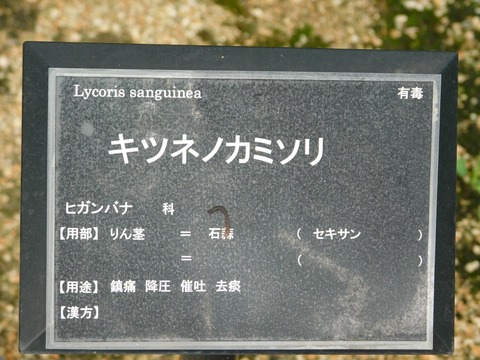 Lycoris sanguinea 有毒
キツネノカミソリ
ヒガンバナ 科
【用部】 りん茎 = 石蒜 ( セキサン )
= ( )
【用途】 鎮痛 降圧 催吐 去痰
【漢方】